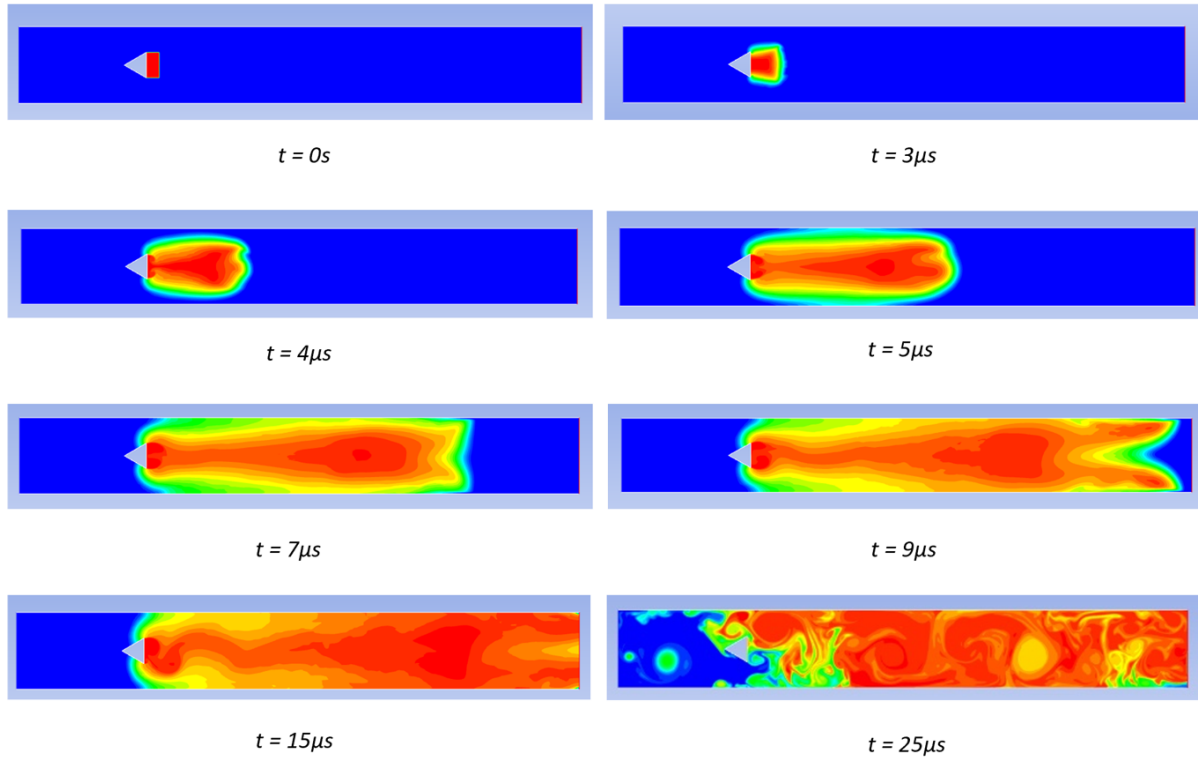 t = 0s
t = 3µs
t = 4µs
t = 5µs
t = 7µs
t = 9µs
t = 15µs
t = 25µs